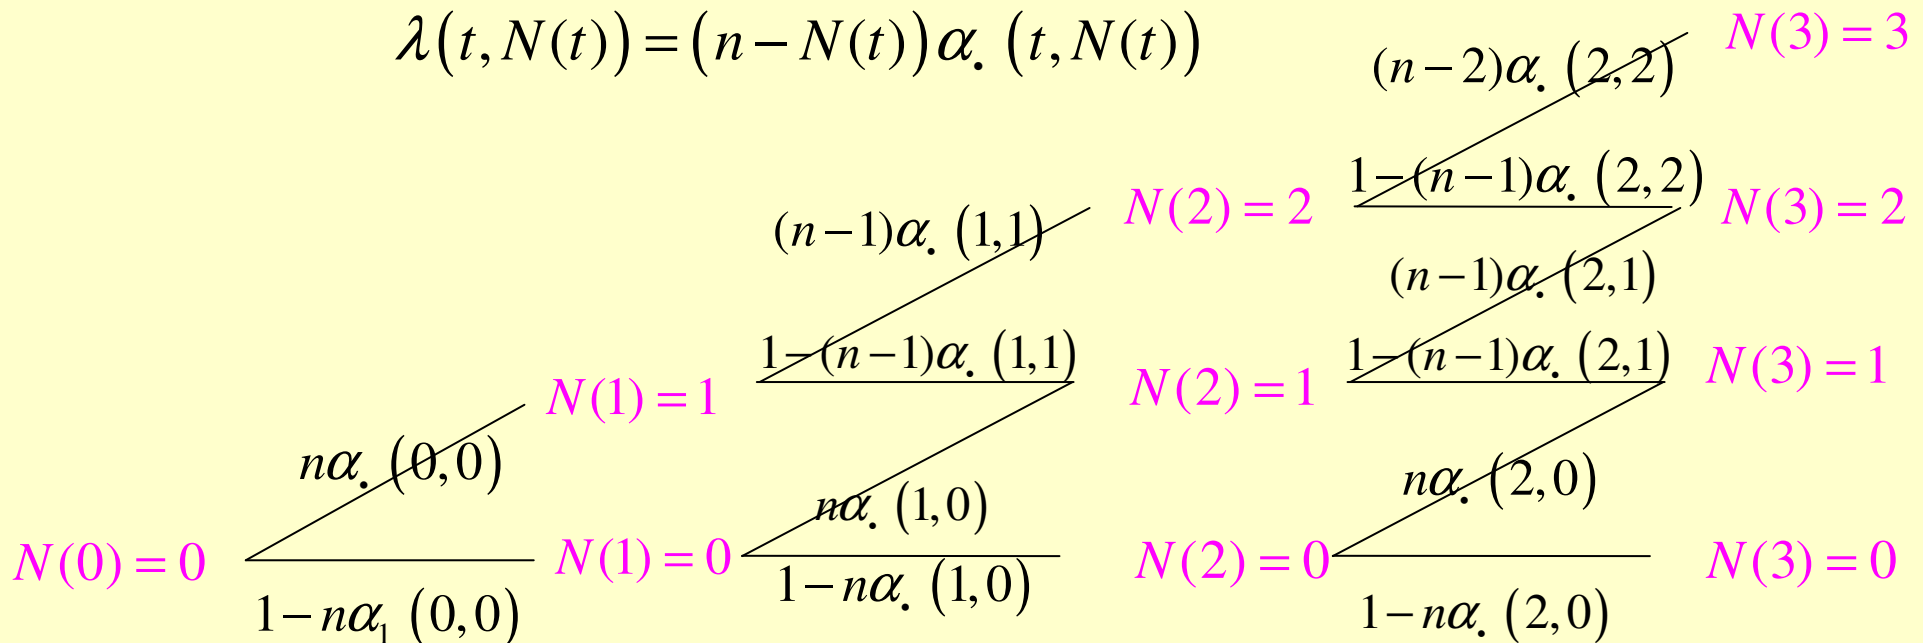 λ(t, N(t)) = (n − N(t))α. (t, N(t))
N(3) = 3
(n − 2)α. (2,2)
1 − (n − 1)α. (2,2)
N(2) = 2
N(3) = 2
(n − 1)α. (1,1)
(n − 1)α. (2,1)
1 − (n − 1)α. (1,1)
1 − (n − 1)α. (2,1)
N(3) = 1
N(1) = 1
N(2) = 1
nα. (0,0)
nα. (1,0)
nα. (2,0)
N(0) = 0
N(1) = 0
N(2) = 0
N(3) = 0
1 − nα₁ (0,0)
1 − nα. (1,0)
1 − nα. (2,0)